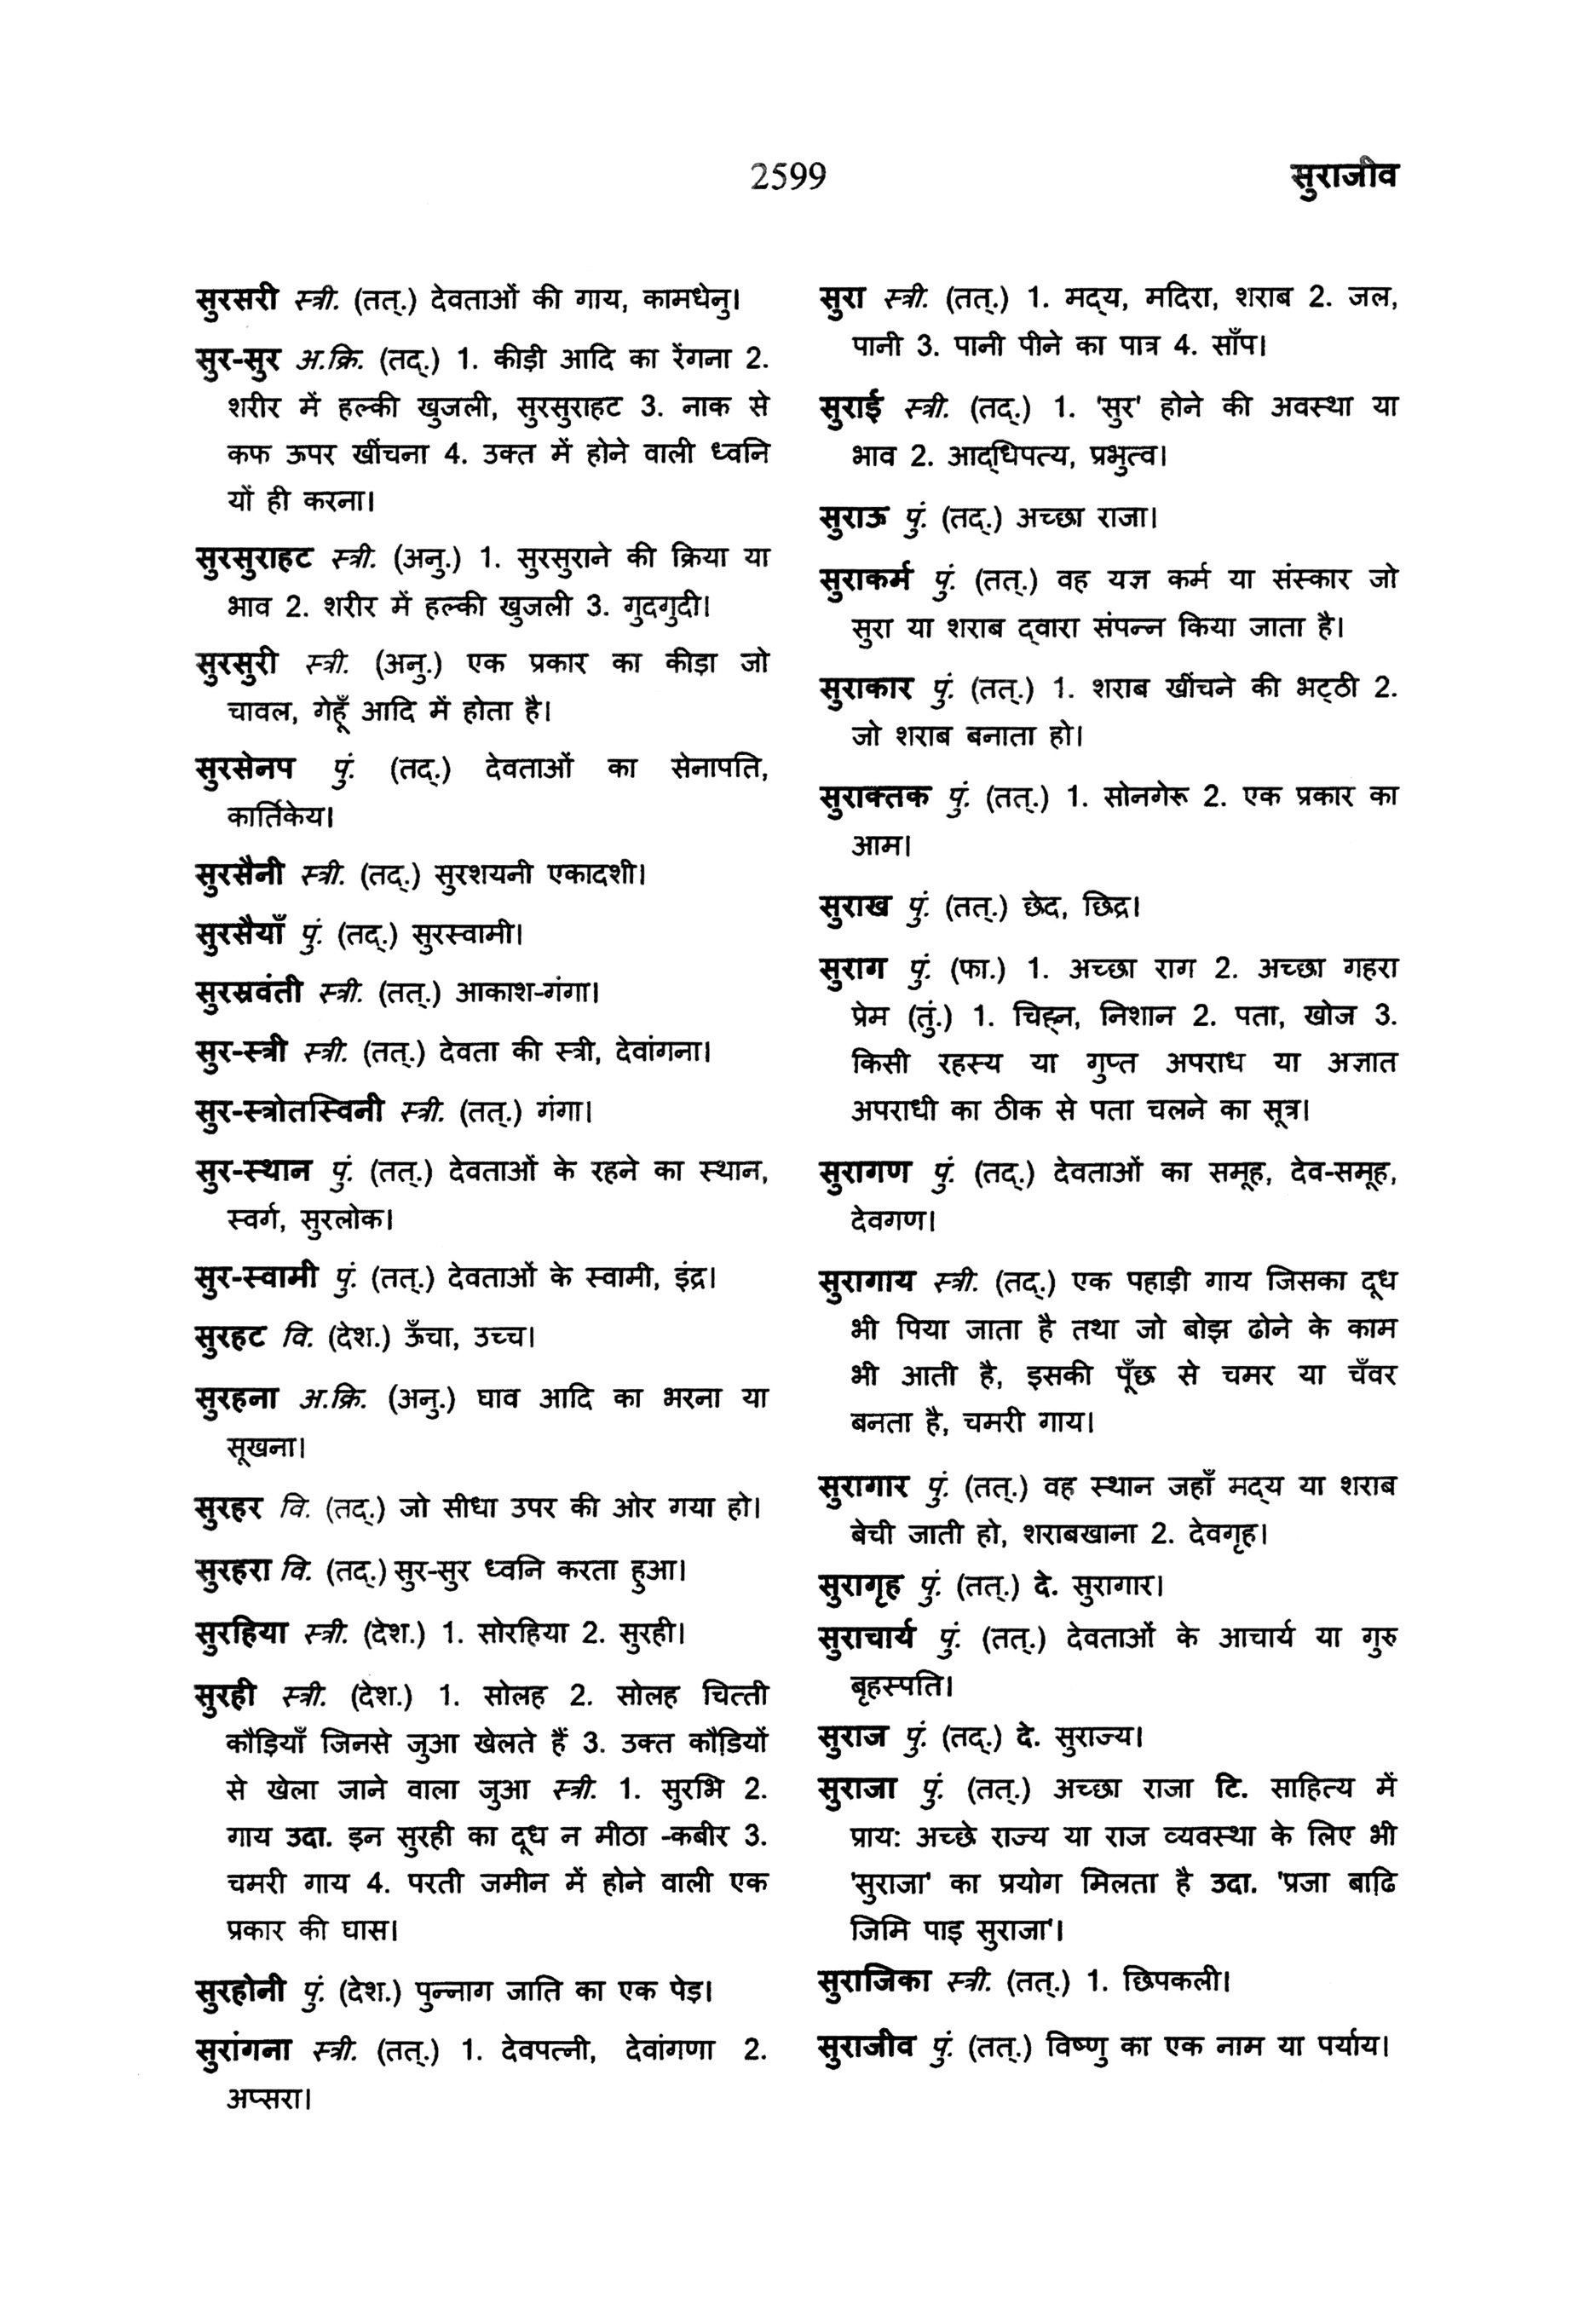 2599
सुराजीव
सुरसरी स्त्री. (तत्.) देवताओं की गाय, कामधेनु।
सुर-सुर अ.क्रि. (तद्.) 1. कीड़ी आदि का रेंगना 2.
शरीर में हल्की खुजली, सुरसुराहट 3. नाक से
कफ ऊपर खींचना 4. उक्त में होने वाली ध्वनि
यों ही करना।
सुरसुराहट स्त्री. (अनु.) 1. सुरसुराने की क्रिया या
भाव 2. शरीर में हल्की खुजली 3. गुदगुदी।
सुरसुरी स्त्री. (अनु.) एक प्रकार का कीड़ा जो
चावल, गेहूँ आदि में होता है।
सुरसेनप पुं. (तद्.) देवताओं का सेनापति,
कार्तिकेय।
सुरसैनी स्त्री. (तद्.) सुरशयनी एकादशी।
सुरसैयाँ पुं. (तद्.) सुरस्वामी।
सुरस्रवंती स्त्री. (तत्.) आकाश-गंगा।
सुर-स्त्री स्त्री. (तत्.) देवता की स्त्री, देवांगना।
सुर-स्त्रोतस्विनी स्त्री. (तत्.) गंगा।
सुर-स्थान पुं. (तत्.) देवताओं के रहने का स्थान,
स्वर्ग, सुरलोक।
सुर-स्वामी पुं. (तत्.) देवताओं के स्वामी, इंद्र।
सुरहट वि. (देश.) ऊँचा, उच्च।
सुरहना अ.क्रि. (अनु.) घाव आदि का भरना या
सूखना।
सुरहर वि. (तद्.) जो सीधा उपर की ओर गया हो।
सुरहरा वि. (तद्.) सुर-सुर ध्वनि करता हुआ।
सुरहिया स्त्री. (देश.) 1. सोरहिया 2. सुरही।
सुरही स्त्री. (देश.) 1. सोलह 2. सोलह चित्ती
कौड़ियाँ जिनसे जुआ खेलते हैं 3. उक्त कौडियों
से खेला जाने वाला जुआ स्त्री. 1. सुरभि 2.
गाय उदा. इन सुरही का दूध न मीठा -कबीर 3.
चमरी गाय 4. परती जमीन में होने वाली एक
प्रकार की घास।
सुरहोनी पुं. (देश.) पुन्नाग जाति का एक पेड़।
सुरांगना स्त्री. (तत्.) 1. देवपत्नी, देवांगणा 2.
अप्सरा।
सुरा स्त्री. (तत्.) 1. मद्‌य, मदिरा, शराब 2. जल,
पानी 3. पानी पीने का पात्र 4. साँप।
सुराई स्त्री. (तद्.) 1. 'सुर' होने की अवस्था या
भाव 2. आद्‌धिपत्य, प्रभुत्व।
सुराऊ पुं. (तद्.) अच्छा राजा।
सुराकर्म पुं. (तत्.) वह यज्ञ कर्म या संस्कार जो
सुरा या शराब द्‌वारा संपन्न किया जाता है।
सुराकार पुं. (तत्.) 1. शराब खींचने की भट्‌ठी 2.
जो शराब बनाता हो।
सुराक्तक पुं. (तत्.) 1. सोनगेरू 2. एक प्रकार का
आम।
सुराख पुं. (तत्.) छेद, छिद्र।
सुराग पुं. (फा.) 1. अच्छा राग 2. अच्छा गहरा
प्रेम (तुं.) 1. चिह्‌न, निशान 2. पता, खोज 3.
किसी रहस्य या गुप्त अपराध या अज्ञात
अपराधी का ठीक से पता चलने का सूत्र।
सुरागण पुं. (तद्.) देवताओं का समूह, देव-समूह,
देवगण।
सुरागाय स्त्री. (तद्.) एक पहाड़ी गाय जिसका दूध
भी पिया जाता है तथा जो बोझ ढोने के काम
भी आती है, इसकी पूँछ से चमर या चँवर
बनता है, चमरी गाय।
सुरागार पुं. (तत्.) वह स्थान जहाँ मद्‌य या शराब
बेची जाती हो, शराबखाना 2. देवगृह।
सुरागृह पुं. (तत्.) दे. सुरागार।
सुराचार्य पुं. (तत्.) देवताओं के आचार्य या गुरु
बृहस्पति।
सुराज पुं. (तद्.) दे. सुराज्य।
सुराजा पुं. (तत्.) अच्छा राजा टि. साहित्य में
प्राय: अच्छे राज्य या राज व्यवस्था के लिए भी
'सुराजा' का प्रयोग मिलता है उदा. 'प्रजा बाढि
जिमि पाइ सुराजा'।
सुराजिका स्त्री. (तत्.) 1. छिपकली।
सुराजीव पुं. (तत्.) विष्णु का एक नाम या पर्याय।